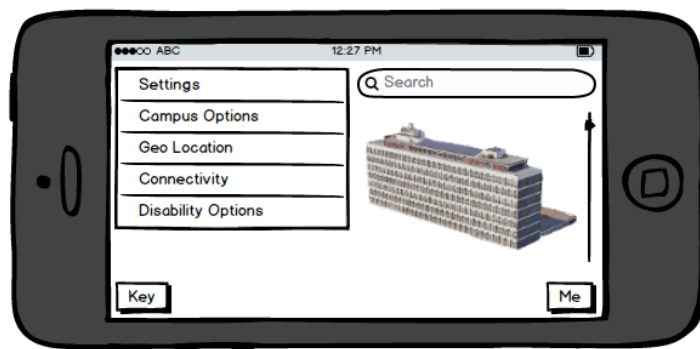 ABC 12:27 PM
Settings
Search
Campus Options
Geo Location
Connectivity
Disability Options
Key
Me